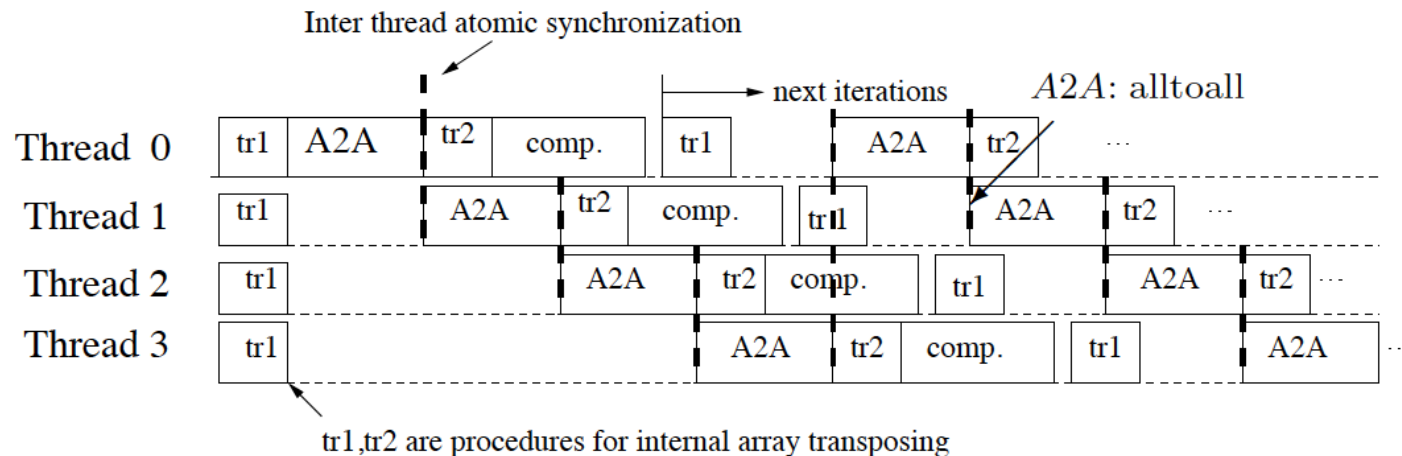 Inter thread atomic synchronization
next iterations
A2A: alltoall
Thread 0 tr1 A2A tr2 comp. tr1 A2A tr2 ...
Thread 1 tr1 A2A tr2 comp. tr1 A2A tr2 ...
Thread 2 tr1 A2A tr2 comp. tr1 A2A tr2 ...
Thread 3 tr1 A2A tr2 comp. tr1 A2A ..
tr1,tr2 are procedures for internal array transposing